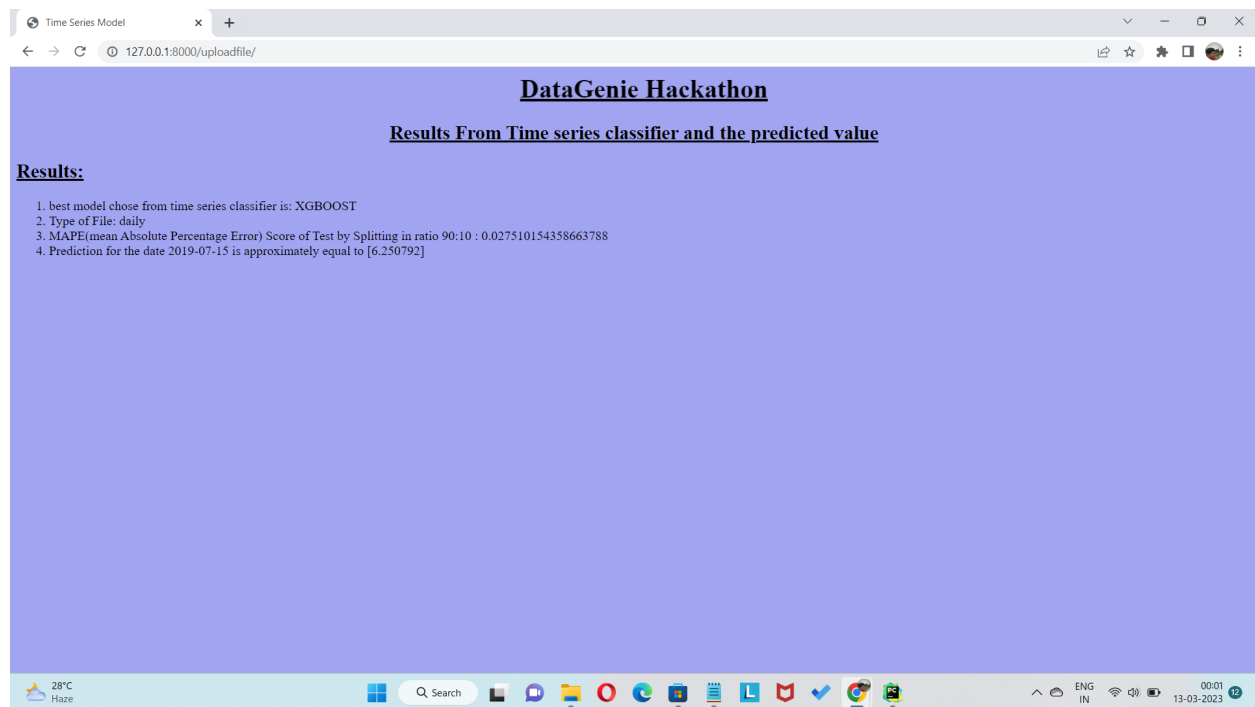 Time Series Model
127.0.0.1:8000/uploadfile/
DataGenie Hackathon
Results From Time series classifier and the predicted value
Results:
1. best model chose from time series classifier is: XGBOOST
2. Type of File: daily
3. MAPE(mean Absolute Percentage Error) Score of Test by Splitting in ratio 90:10 : 0.027510154358663788
4. Prediction for the date 2019-07-15 is approximately equal to [6.250792]
28°C
Haze
Search
L
PC
ENG
IN
00:01
13-03-2023
12